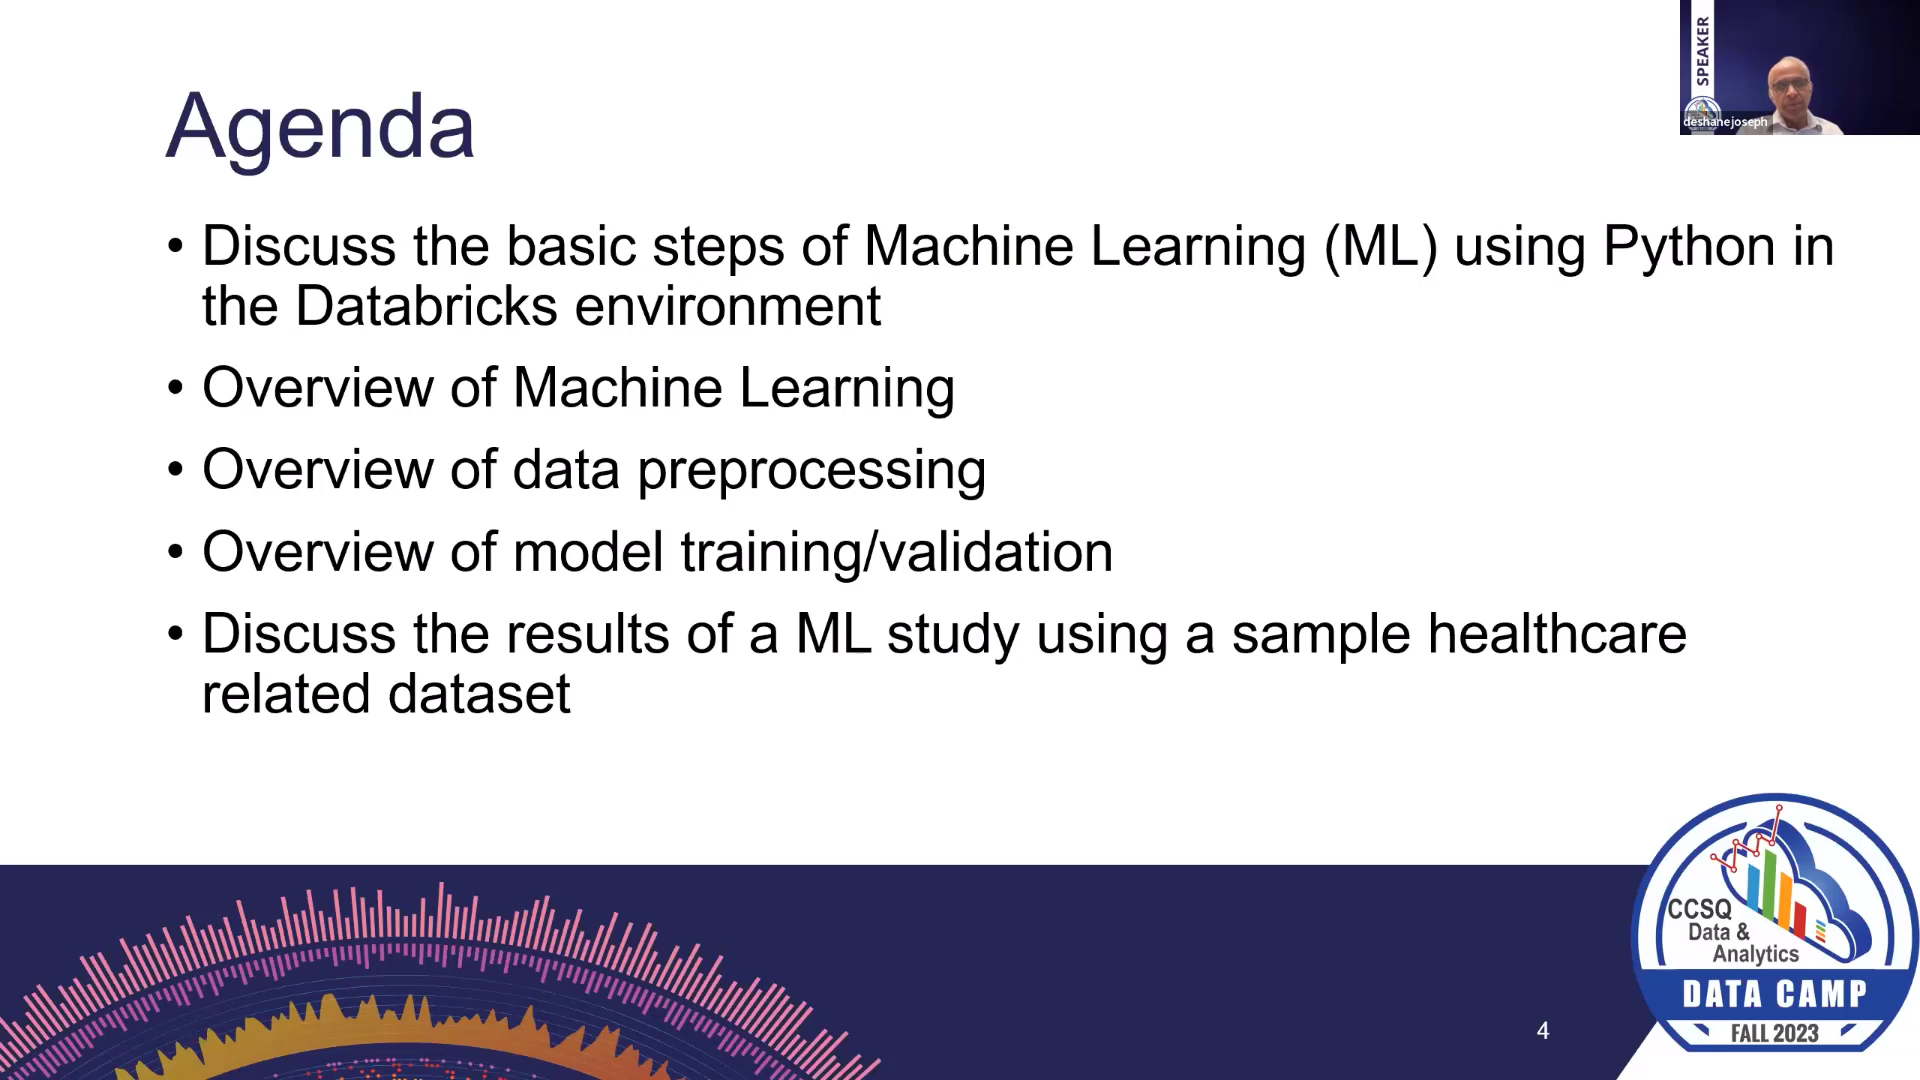 SPEAKER
deshanejoseph
Agenda
• Discuss the basic steps of Machine Learning (ML) using Python in
the Databricks environment
• Overview of Machine Learning
• Overview of data preprocessing
• Overview of model training/validation
• Discuss the results of a ML study using a sample healthcare
related dataset
CCSQ
Data &
Analytics
DATA CAMP
FALL 2023
4